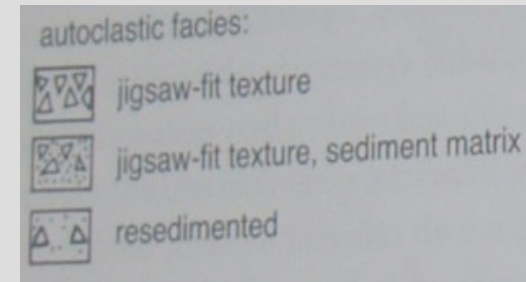 autoclastic facies:
jigsaw-fit texture
jigsaw-fit texture, sediment matrix
resedimented